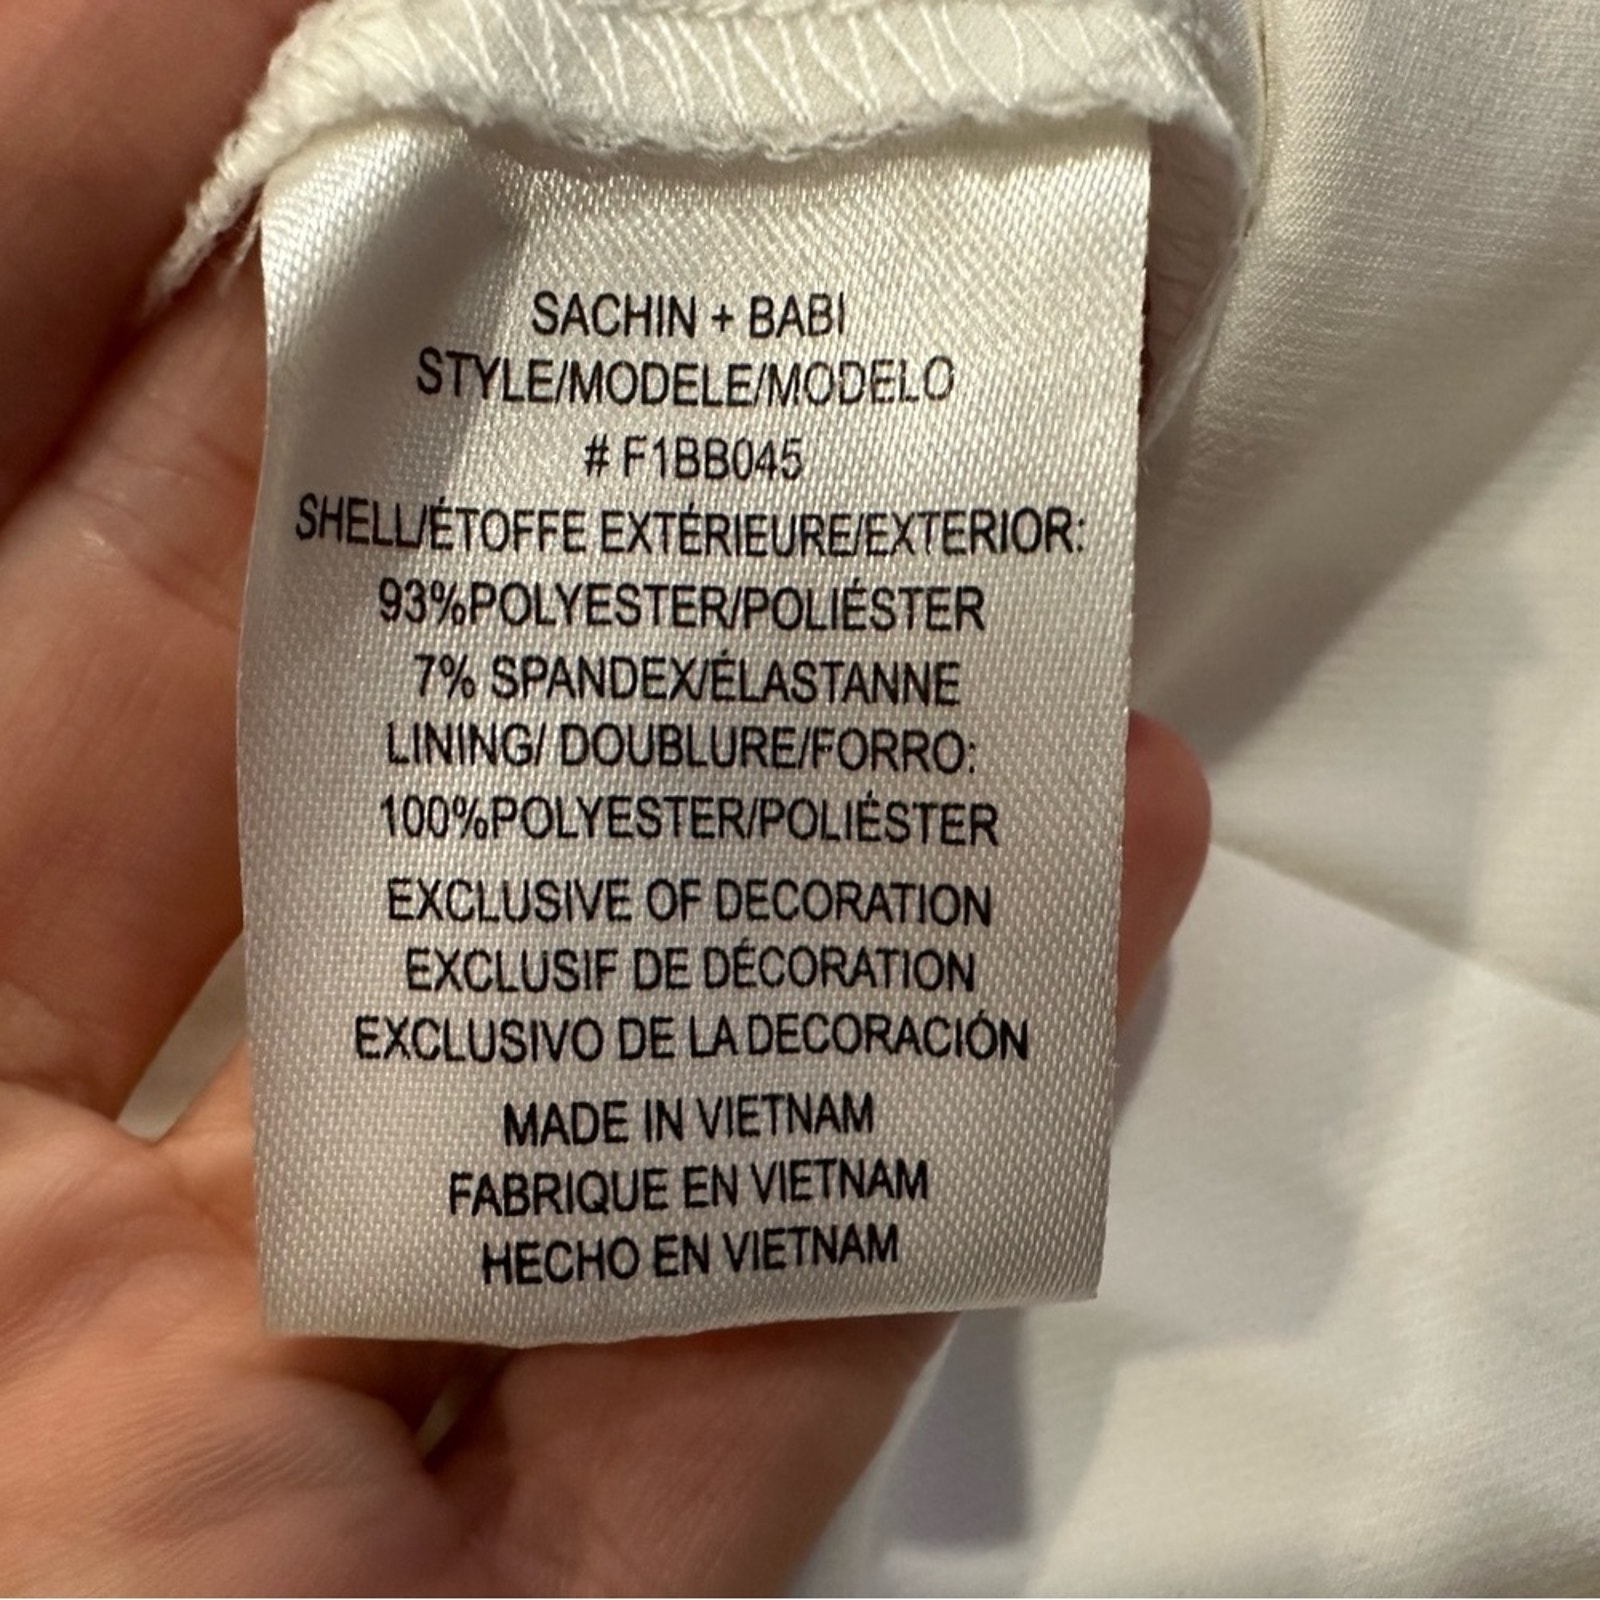 SACHIN + BABI
STYLE/MODELE/MODELO
# F1BB045
SHELL/ÉTOFFE EXTÉRIEURE/EXTERIOR:
93%POLYESTER/POLIÉSTER
7% SPANDEX/ÉLASTANNE
LINING/ DOUBLURE/FORRO:
100%POLYESTER/POLIÉSTER
EXCLUSIVE OF DECORATION
EXCLUSIF DE DÉCORATION
EXCLUSIVO DE LA DECORACIÓN
MADE IN VIETNAM
FABRIQUE EN VIETNAM
HECHO EN VIETNAM